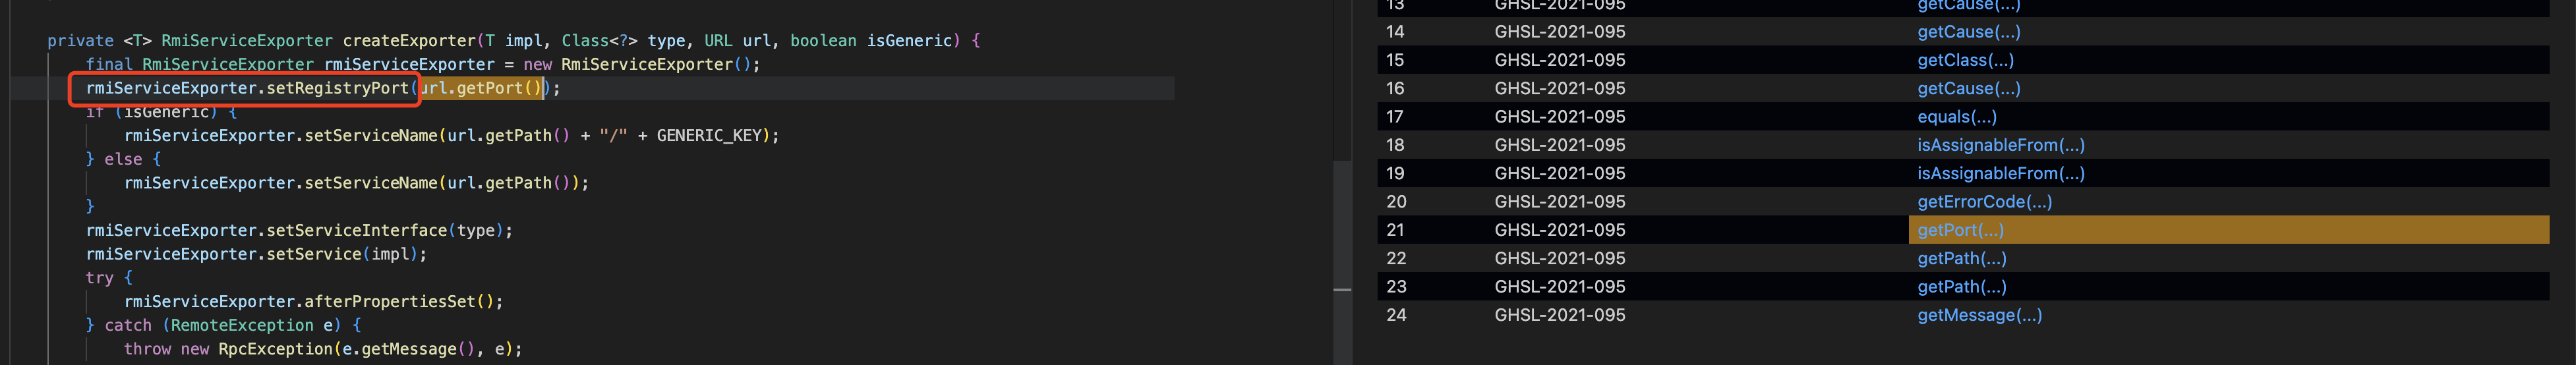 private <T> RmiServiceExporter createExporter(T impl, Class<?> type, URL url, boolean isGeneric) {
final RmiServiceExporter rmiServiceExporter = new RmiServiceExporter();
rmiServiceExporter.setRegistryPort(url.getPort());
if (isGeneric) {
rmiServiceExporter.setServiceName(url.getPath() + "/" + GENERIC_KEY);
} else {
rmiServiceExporter.setServiceName(url.getPath());
}
rmiServiceExporter.setServiceInterface(type);
rmiServiceExporter.setService(impl);
try {
rmiServiceExporter.afterPropertiesSet();
} catch (RemoteException e) {
throw new RpcException(e.getMessage(), e);
13 GHSL-2021-095 getCause(...)
14 GHSL-2021-095 getCause(...)
15 GHSL-2021-095 getClass(...)
16 GHSL-2021-095 getCause(...)
17 GHSL-2021-095 equals(...)
18 GHSL-2021-095 isAssignableFrom(...)
19 GHSL-2021-095 isAssignableFrom(...)
20 GHSL-2021-095 getErrorCode(...)
21 GHSL-2021-095 getPort(...)
22 GHSL-2021-095 getPath(...)
23 GHSL-2021-095 getPath(...)
24 GHSL-2021-095 getMessage(...)